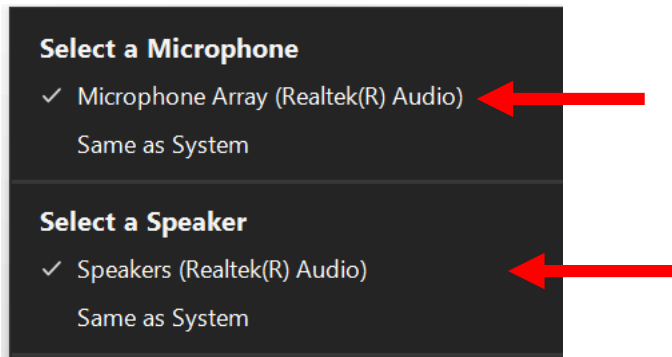 Select a Microphone
✓ Microphone Array (Realtek(R) Audio)
Same as System
Select a Speaker
✓ Speakers (Realtek(R) Audio)
Same as System